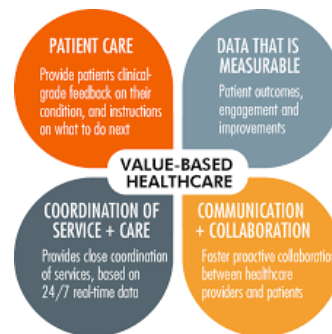 PATIENT CARE
Provide patients clinical-
grade feedback on their
condition, and instructions
on what to do next
DATA THAT IS
MEASURABLE
Patient outcomes,
engagement and
improvements
VALUE-BASED
HEALTHCARE
COORDINATION OF
SERVICE + CARE
Provides close coordination
of services, based on
24/7 real-time data
COMMUNICATION
+ COLLABORATION
Foster proactive collaboration
between healthcare
providers and patients